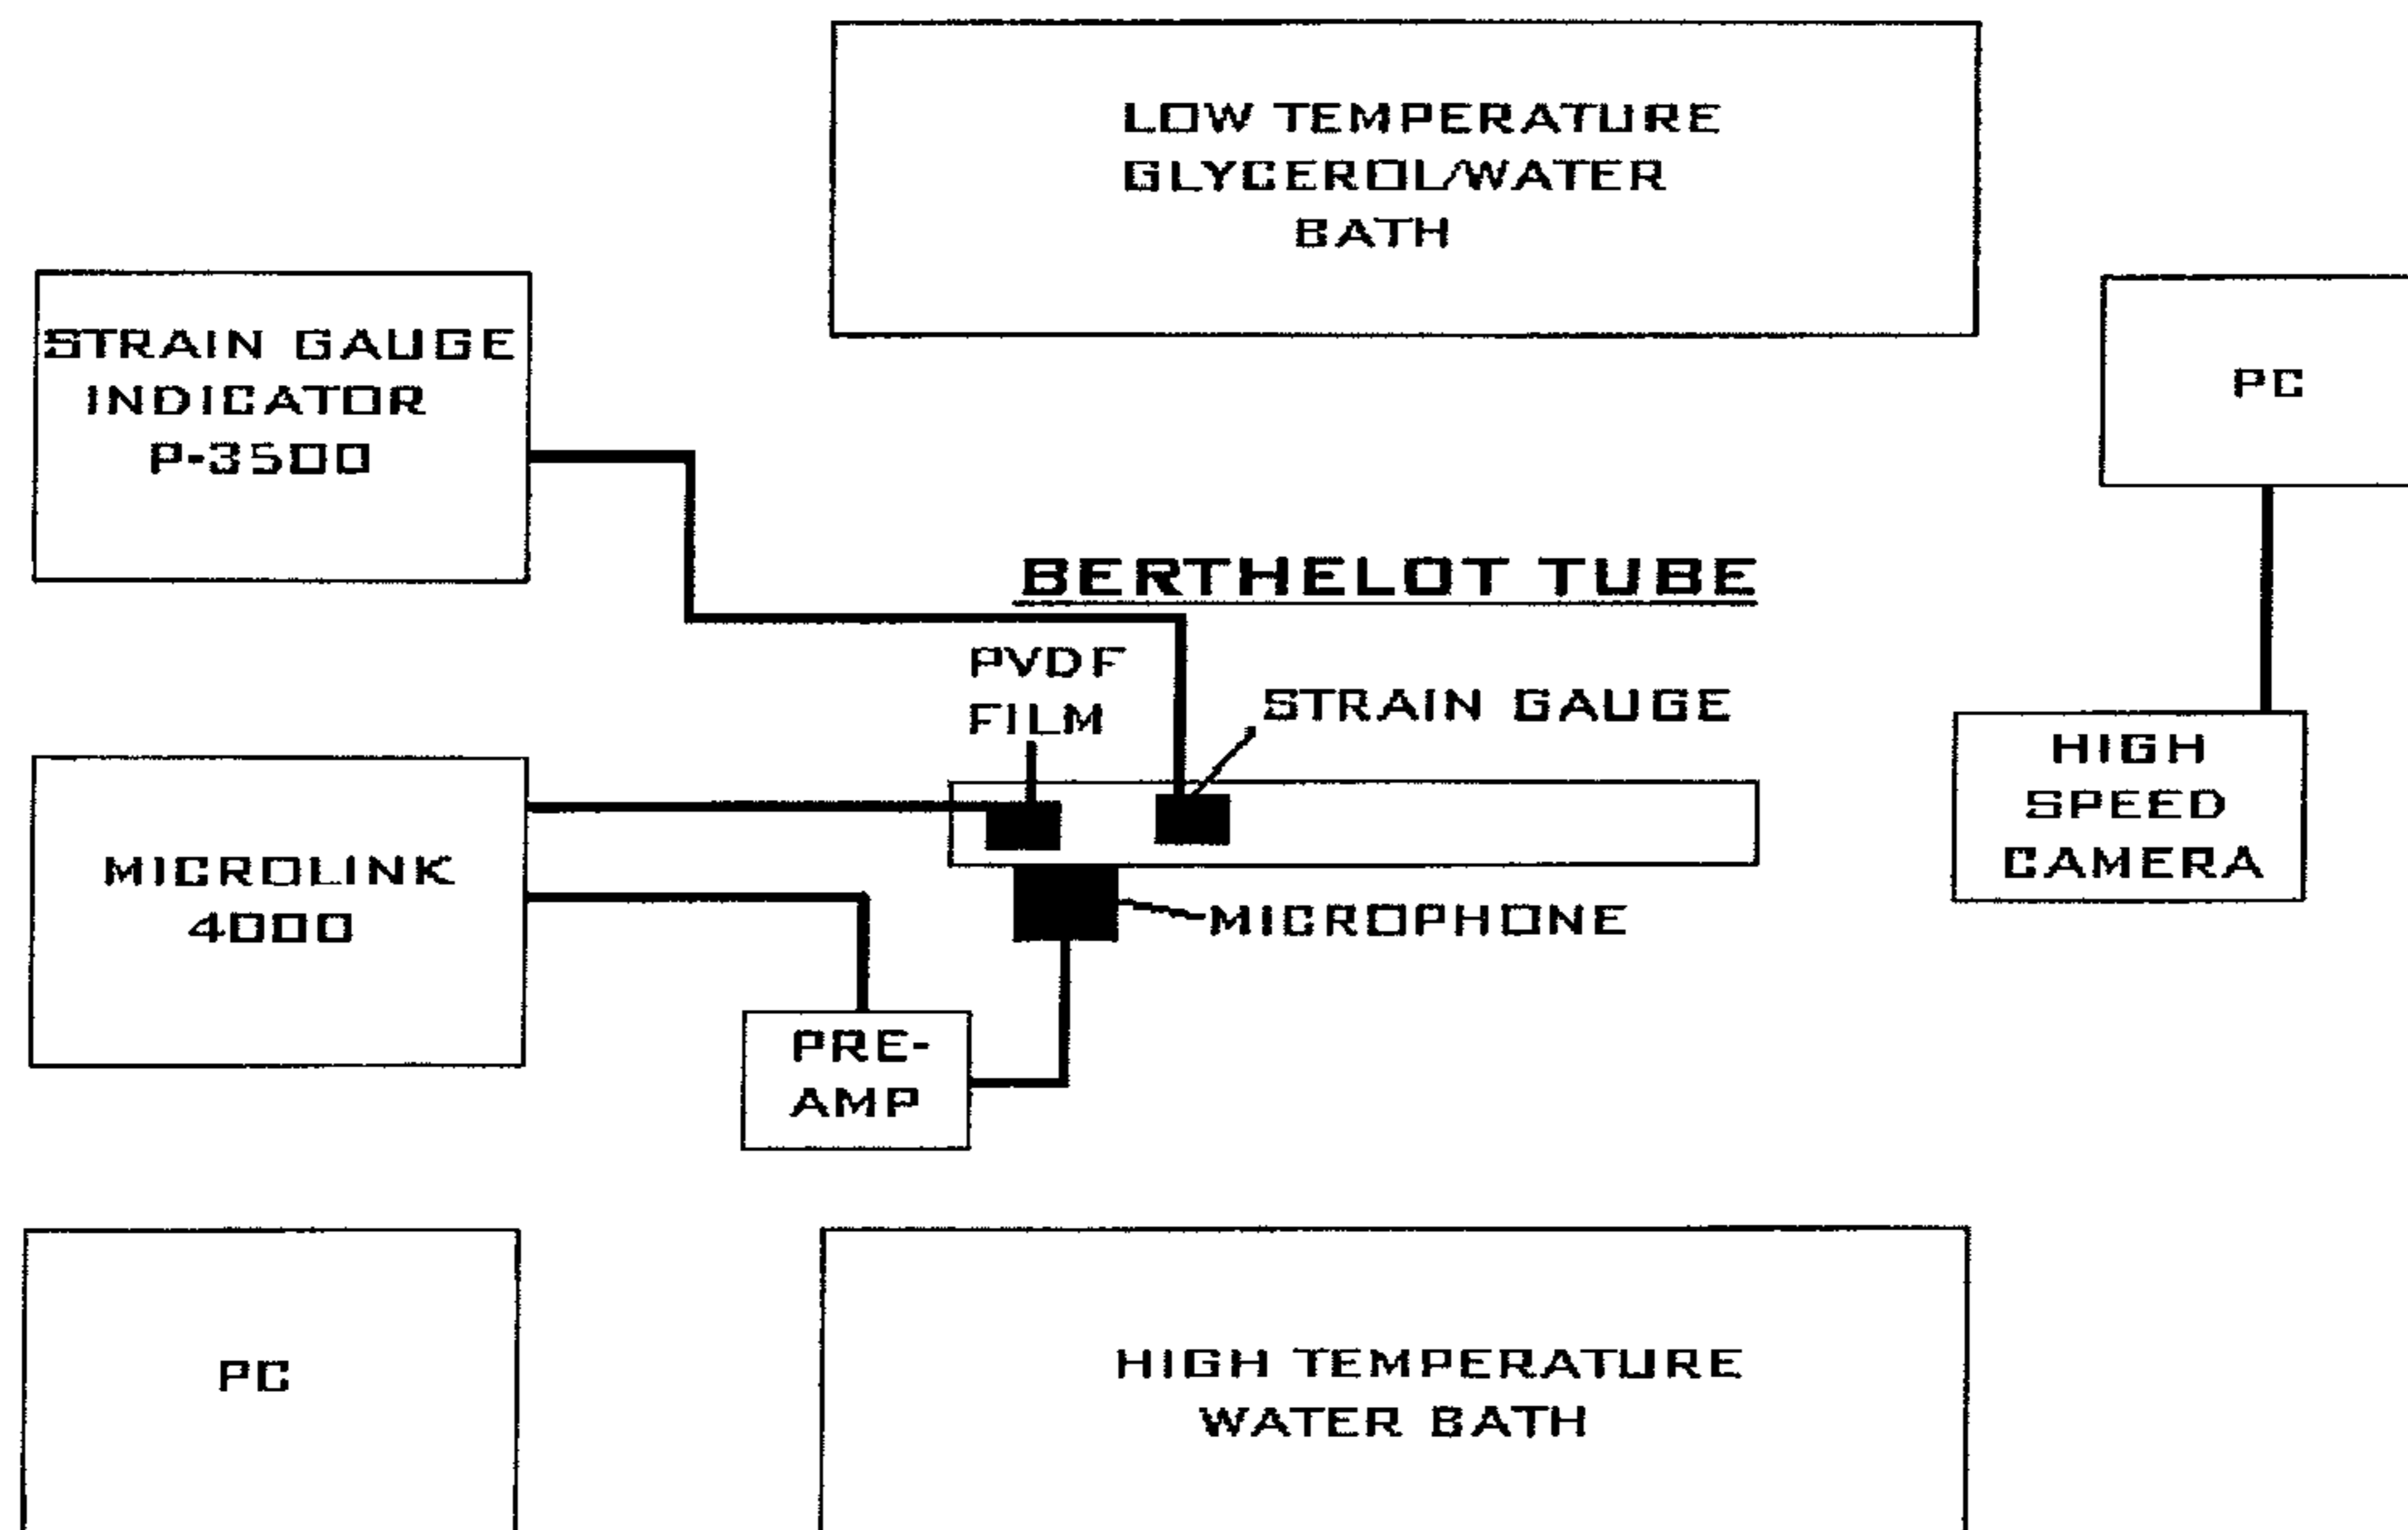 LOW TEMPERATURE
GLYCEROL/WATER
BATH
STRAIN GAUGE
INDICATOR
P-3500
PC
BERTHELOT TUBE
PVDF
FILM
STRAIN GAUGE
HIGH
SPEED
CAMERA
MICROLINK
4000
MICROPHONE
PRE-
AMP
PC
HIGH TEMPERATURE
WATER BATH